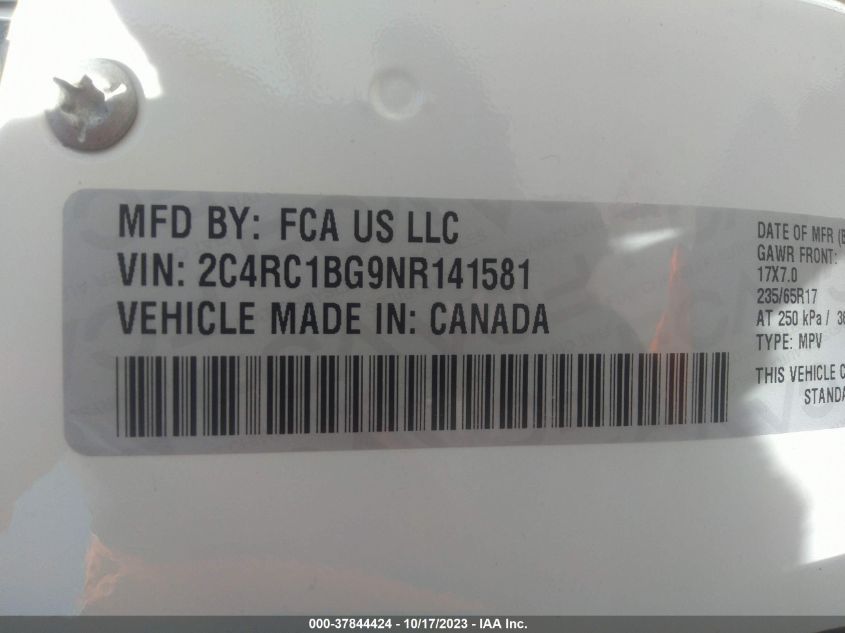 MFD BY: FCA US LLC
VIN: 2C4RC1BG9NR141581
VEHICLE MADE IN: CANADA
DATE OF MFR
GAWR FRONT:
17X7.0
235/65R17
AT 250 kPa /
TYPE: MPV
THIS VEHICLE
000-37844424 | 10/17/2023 - IAA Inc.